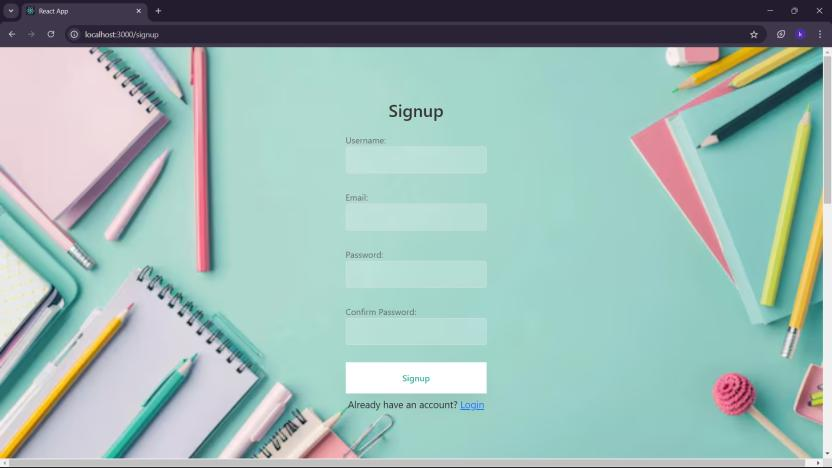 React App
localhost:3000/signup
k
Signup
Username:
Email:
Password:
Confirm Password:
Signup
Already have an account? Login